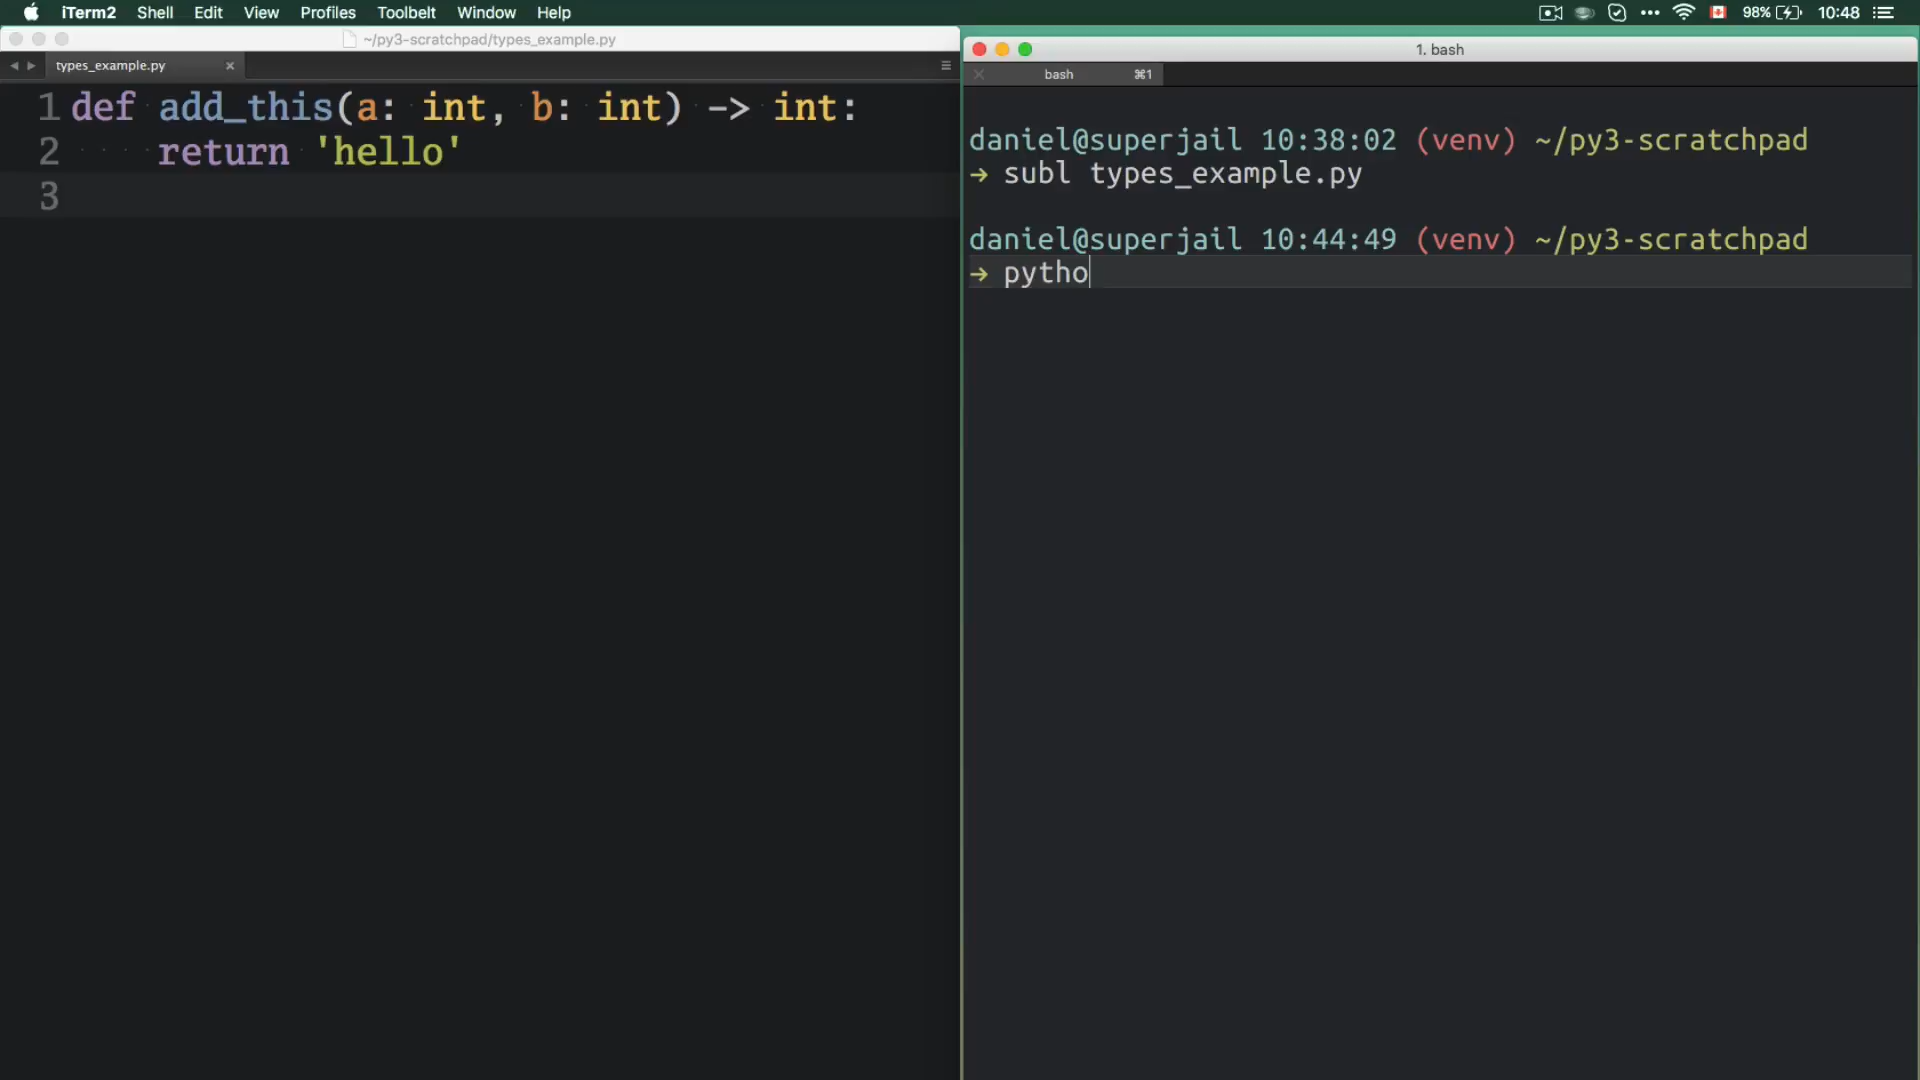 iTerm2 Shell Edit View Profiles Toolbelt Window Help 98% 10:48
~/py3-scratchpad/types_example.py
types_example.py
1 def add_this(a: int, b: int) -> int:
2     return 'hello'
3
1. bash
bash ⌘1
daniel@superjail 10:38:02 (venv) ~/py3-scratchpad
→ subl types_example.py
daniel@superjail 10:44:49 (venv) ~/py3-scratchpad
→ pytho